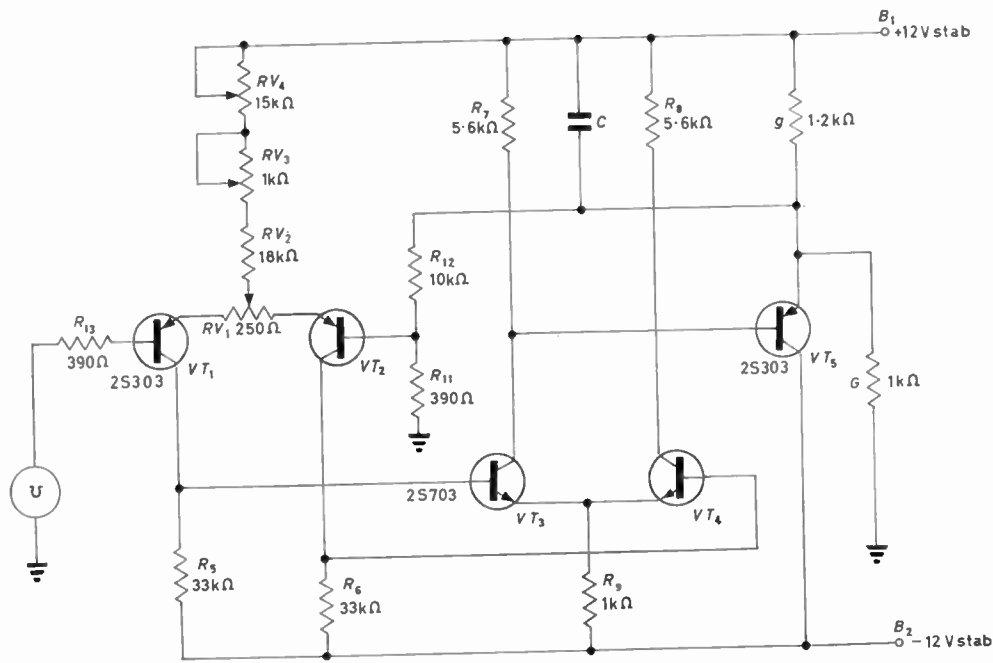 B₁
+12V stab
RV₄
15kΩ
R₇
5·6kΩ
C
R₈
5·6kΩ
g
1·2kΩ
RV₃
1kΩ
RV₂
18kΩ
R₁₂
10kΩ
R₁₃
390Ω
RV₁ 250Ω
VT₁
2S303
VT₂
R₁₁
390Ω
VT₅
2S303
G
1kΩ
υ
2S703
VT₃
VT₄
R₅
33kΩ
R₆
33kΩ
R₉
1kΩ
B₂
−12V stab